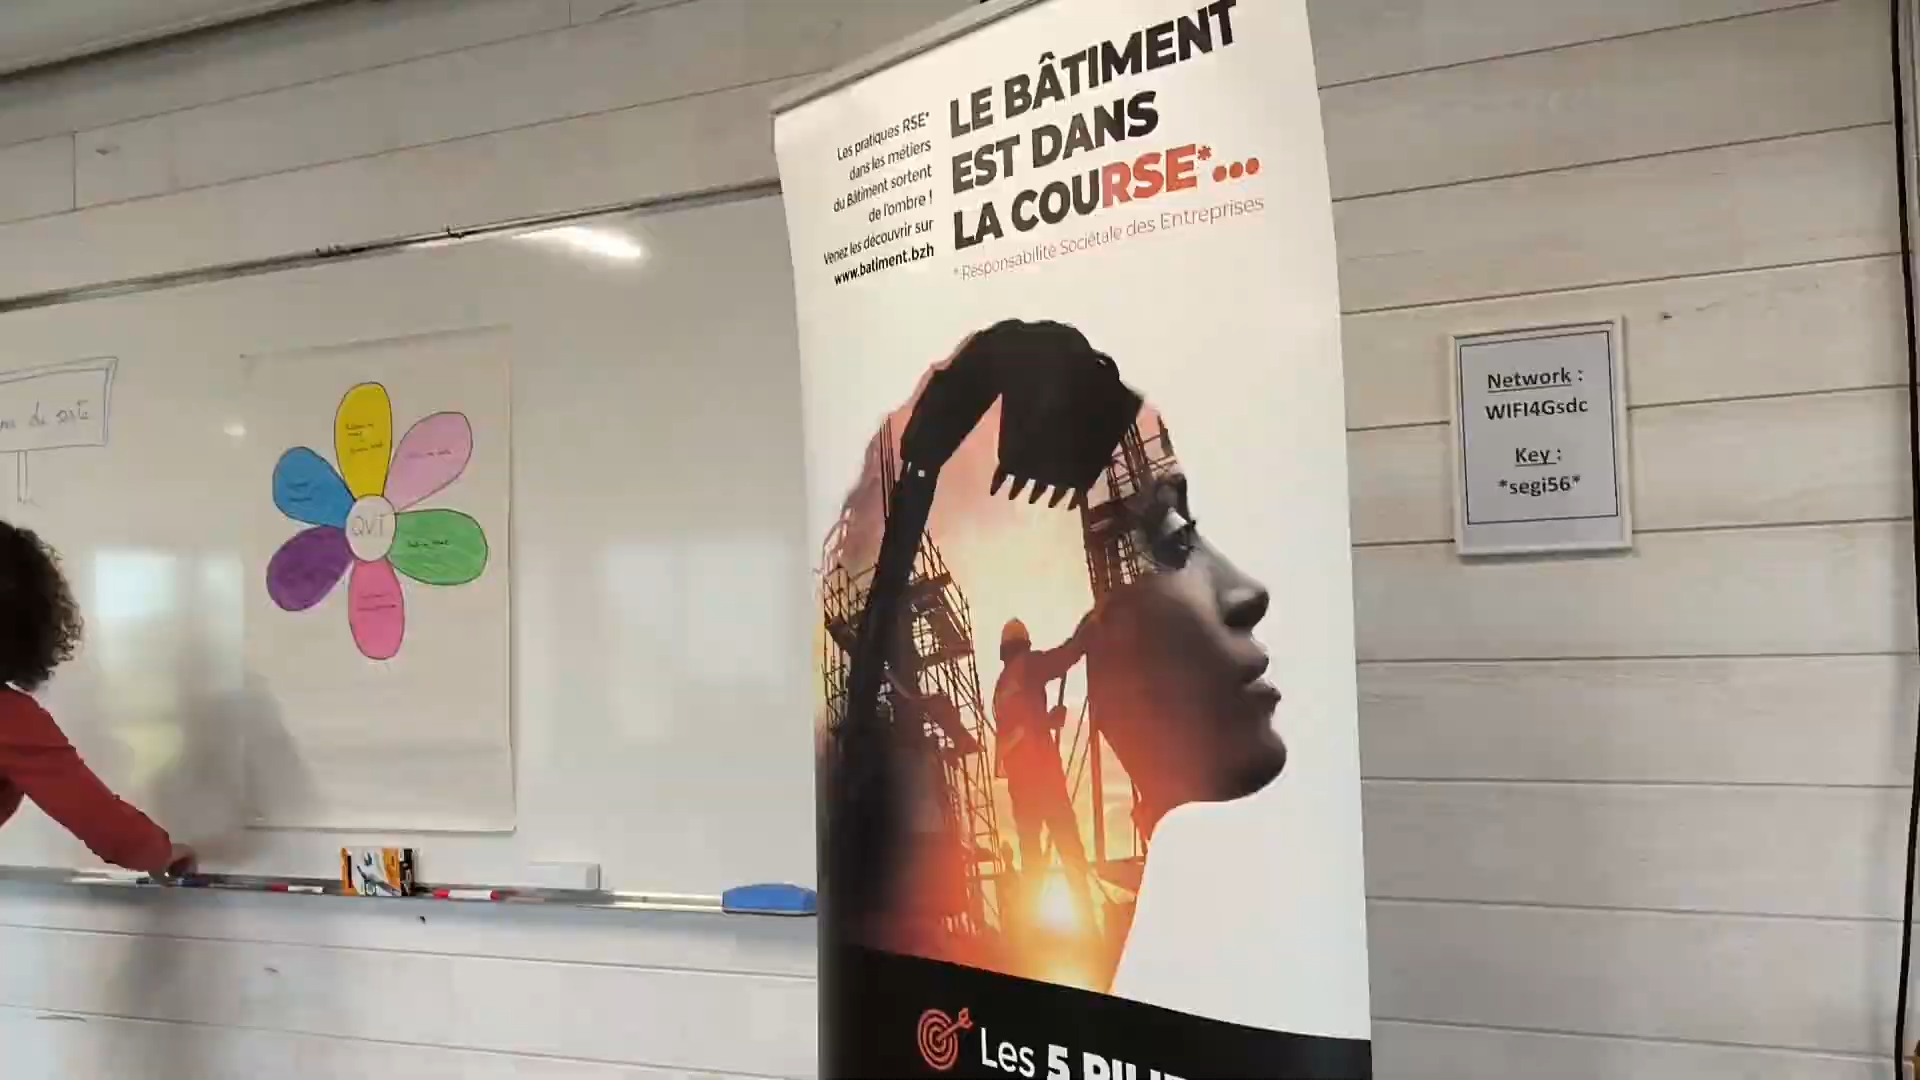 Les pratiques RSE*
dans les métiers
du Bâtiment sortent
de l'ombre !
Venez les découvrir sur
www.batiment.bzh
LE BÂTIMENT
EST DANS
LA COURSE*...
* Responsabilité Sociétale des Entreprises
Les 5
QVT
Network :
WIFI4Gsdc
Key :
*segi56*